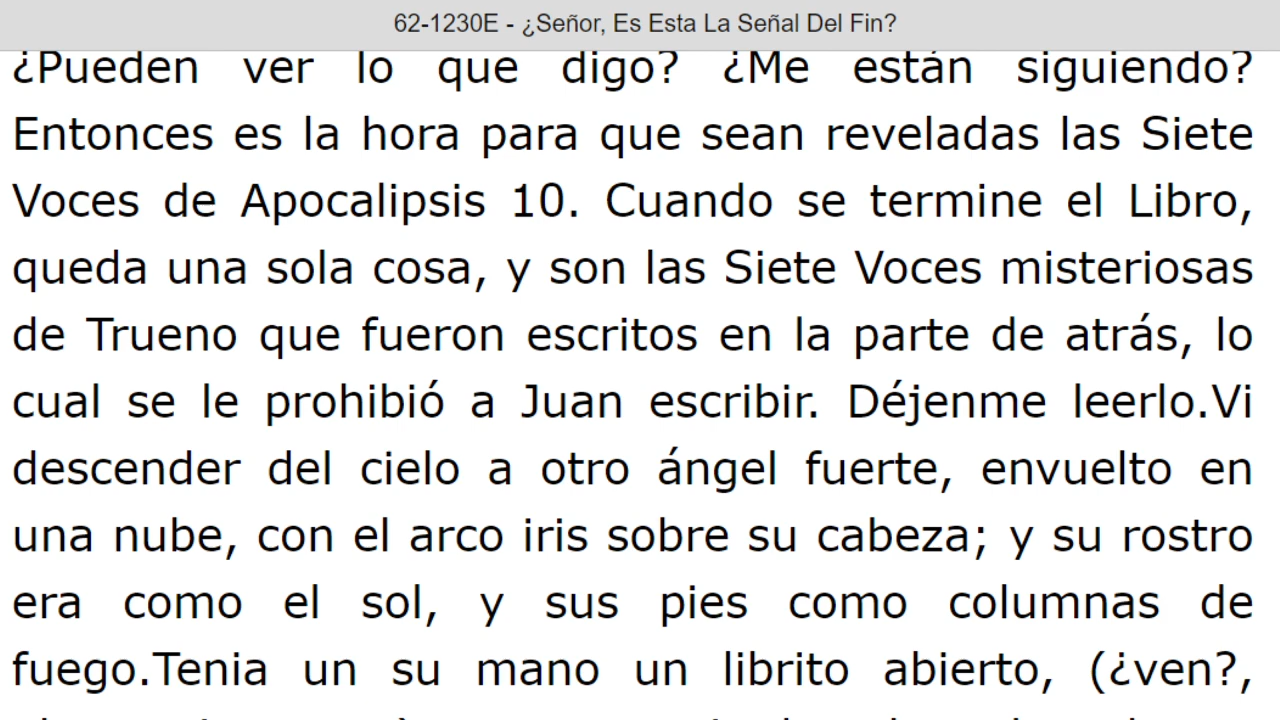 62-1230E - ¿Señor, Es Esta La Señal Del Fin?
¿Pueden ver lo que digo? ¿Me están siguiendo?
Entonces es la hora para que sean reveladas las Siete
Voces de Apocalipsis 10. Cuando se termine el Libro,
queda una sola cosa, y son las Siete Voces misteriosas
de Trueno que fueron escritos en la parte de atrás, lo
cual se le prohibió a Juan escribir. Déjenme leerlo.Vi
descender del cielo a otro ángel fuerte, envuelto en
una nube, con el arco iris sobre su cabeza; y su rostro
era como el sol, y sus pies como columnas de
fuego.Tenia un su mano un librito abierto, (¿ven?,